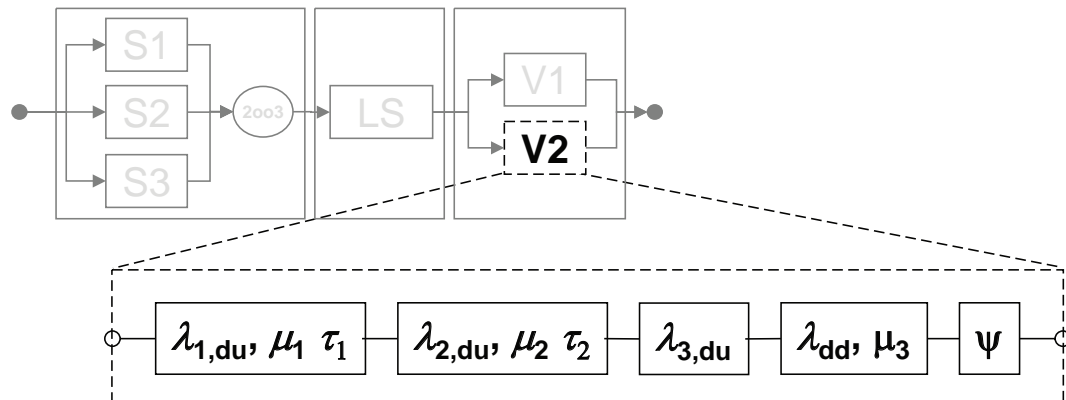 S1
S2
S3
2oo3
LS
V1
V2
λ1,du, μ1 τ1
λ2,du, μ2 τ2
λ3,du
λdd, μ3
ψ